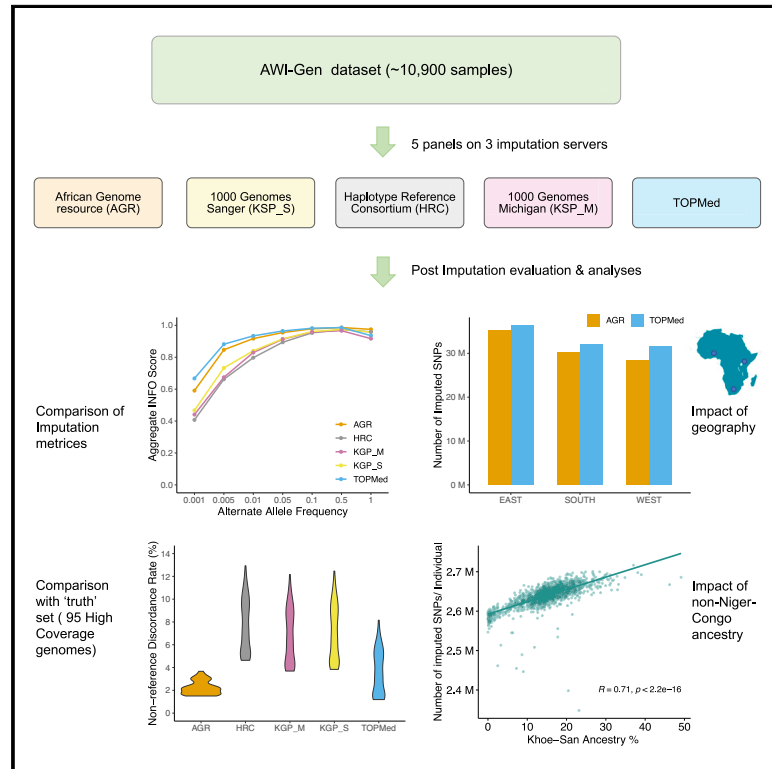 AWI-Gen dataset (~10,900 samples)
5 panels on 3 imputation servers
African Genome
resource (AGR)
1000 Genomes
Sanger (KSP_S)
Haplotype Reference
Consortium (HRC)
1000 Genomes
Michigan (KSP_M)
TOPMed
Post Imputation evaluation & analyses
Comparison of
Imputation
metrices
Aggregate INFO Score
1.0
0.8
0.6
0.4
0.2
0.0
AGR
HRC
KGP_M
KGP_S
TOPMed
0.001 0.005 0.01 0.05 0.1 0.5 1
Alternate Allele Frequency
AGR TOPMed
Number of Imputed SNPs
30 M
20 M
10 M
0 M
EAST SOUTH WEST
Impact of
geography
Comparison
with ‘truth’
set ( 95 High
Coverage
genomes)
Non−reference Discordance Rate (%)
14
12
10
8
6
4
2
0
AGR HRC KGP_M KGP_S TOPMed
Number of imputed SNPs/ Individual
2.7 M
2.6 M
2.5 M
2.4 M
R = 0.71, p < 2.2e−16
0 10 20 30 40 50
Khoe−San Ancestry %
Impact of
non-Niger-
Congo
ancestry